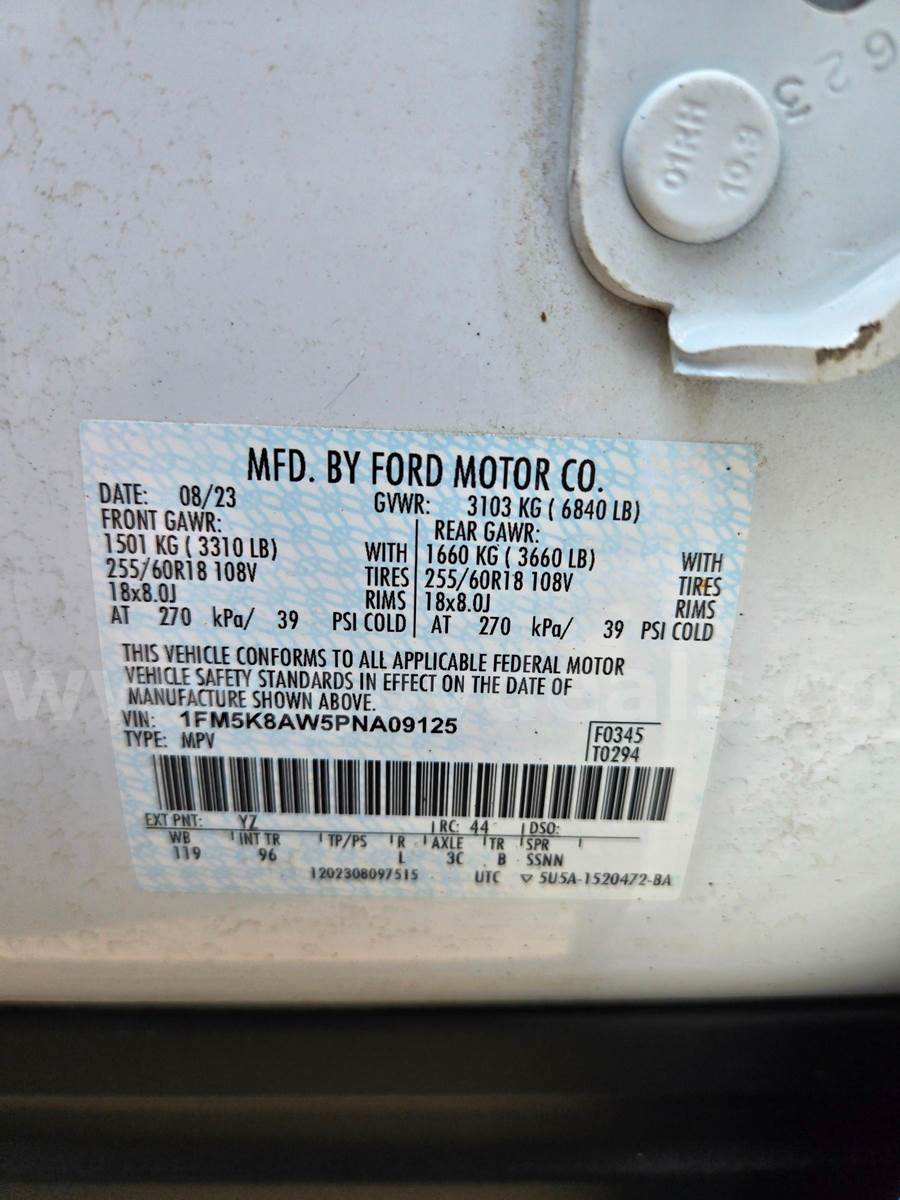 625
01RH
10.9
MFD. BY FORD MOTOR CO.
DATE: 08/23 GVWR: 3103 KG ( 6840 LB)
FRONT GAWR: REAR GAWR:
1501 KG ( 3310 LB) WITH 1660 KG ( 3660 LB) WITH
255/60R18 108V TIRES 255/60R18 108V TIRES
18x8.0J RIMS 18x8.0J RIMS
AT 270 kPa/ 39 PSI COLD AT 270 kPa/ 39 PSI COLD
THIS VEHICLE CONFORMS TO ALL APPLICABLE FEDERAL MOTOR
VEHICLE SAFETY STANDARDS IN EFFECT ON THE DATE OF
MANUFACTURE SHOWN ABOVE.
VIN: 1FM5K8AW5PNA09125 F0345
TYPE: MPV T0294
EXT PNT: YZ RC: 44 DSO:
WB INT TR TP/PS R AXLE TR SPR
119 96 L 3C B SSNN
1202308097515 UTC ▽ 5U5A-1520472-BA